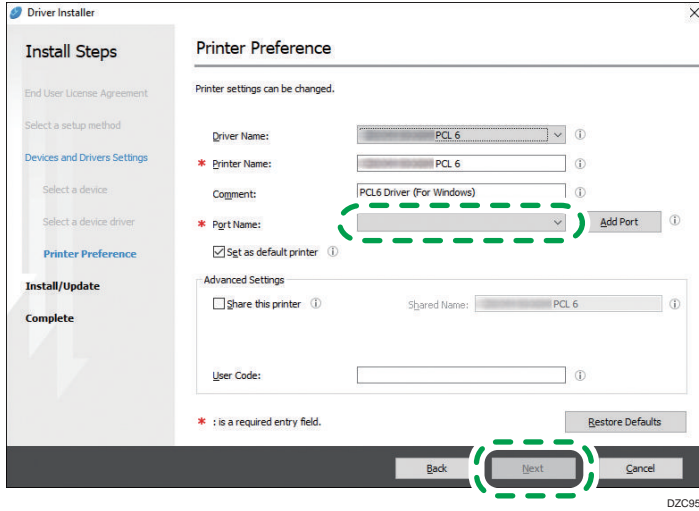 Driver Installer
Install Steps
Printer Preference
End User License Agreement
Select a setup method
Devices and Drivers Settings
Select a device
Select a device driver
Printer Preference
Install/Update
Complete
Printer settings can be changed.
Driver Name: PCL 6
* Printer Name: PCL 6
Comment: PCL6 Driver (For Windows)
* Port Name: Add Port
Set as default printer
Advanced Settings
Share this printer Shared Name: PCL 6
User Code:
* : is a required entry field. Restore Defaults
Back Next Cancel
DZC95